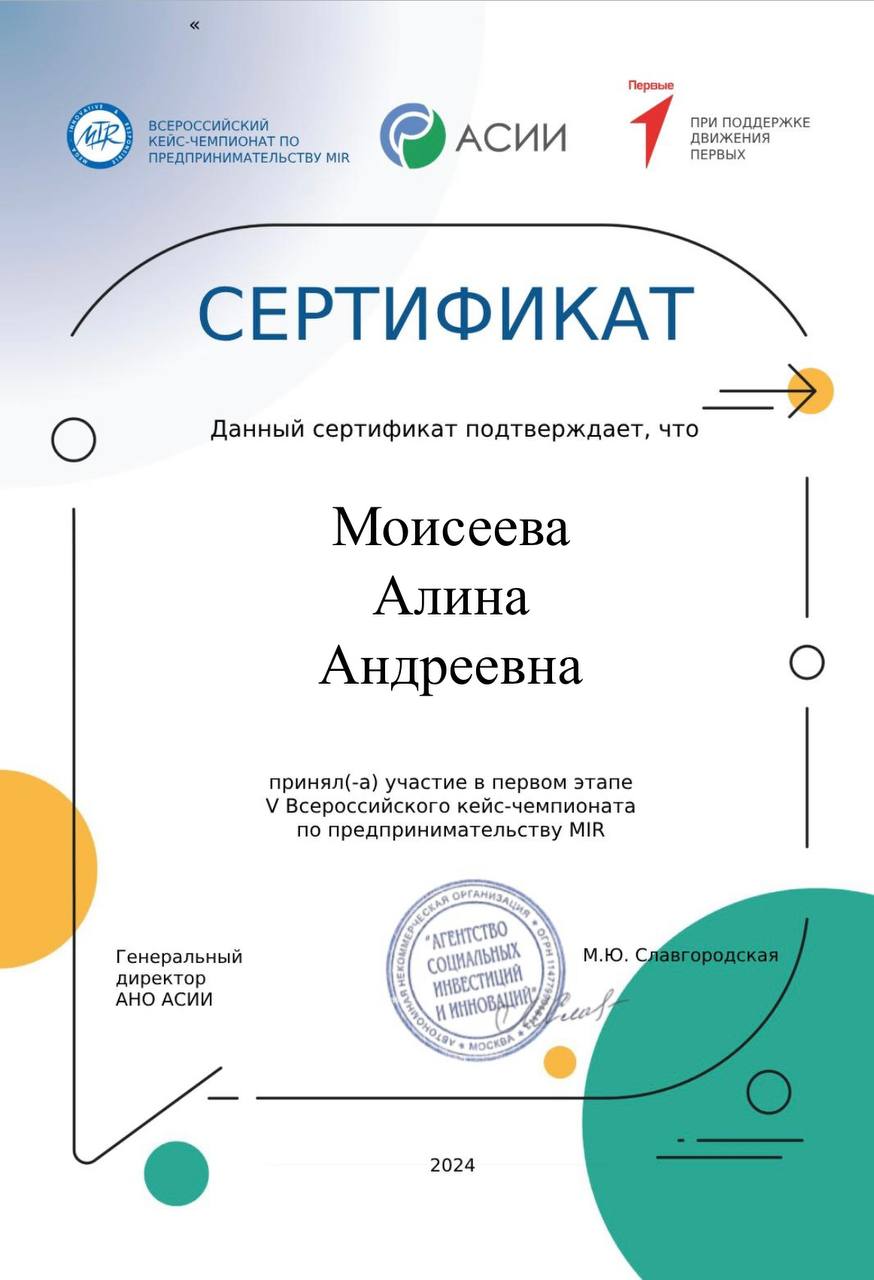 «
INNOVATIVE & RESPONSIBLE
MEGA
MIR
ВСЕРОССИЙСКИЙ
КЕЙС-ЧЕМПИОНАТ ПО
ПРЕДПРИНИМАТЕЛЬСТВУ MIR
АСИИ
Первые
ПРИ ПОДДЕРЖКЕ
ДВИЖЕНИЯ
ПЕРВЫХ
СЕРТИФИКАТ
Данный сертификат подтверждает, что
Моисеева
Алина
Андреевна
принял(-а) участие в первом этапе
V Всероссийского кейс-чемпионата
по предпринимательству MIR
Генеральный
директор
АНО АСИИ
АВТОНОМНАЯ НЕКОММЕРЧЕСКАЯ ОРГАНИЗАЦИЯ * ОГРН
* МОСКВА *
"АГЕНТСТВО
СОЦИАЛЬНЫХ
ИНВЕСТИЦИЙ
И ИННОВАЦИЙ"
М.Ю. Славгородская
2024